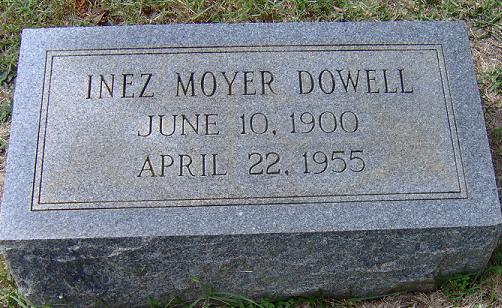 INEZ MOYER DOWELL
JUNE 10, 1900
APRIL 22, 1955